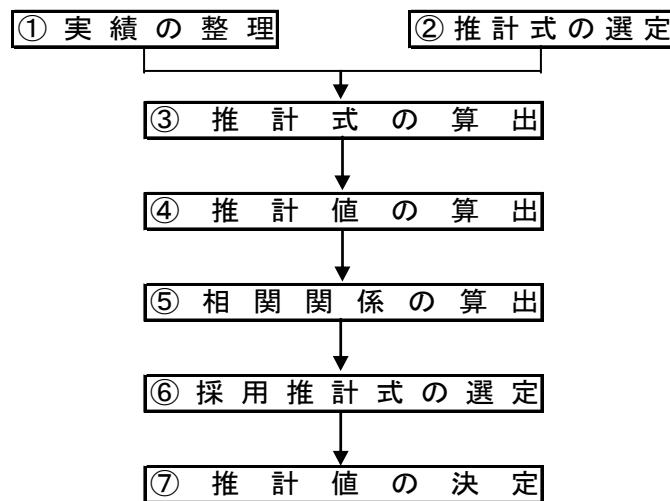 ①実績の整理
②推計式の選定
③推計式の算出
④推計値の算出
⑤相関関係の算出
⑥採用推計式の選定
⑦推計値の決定